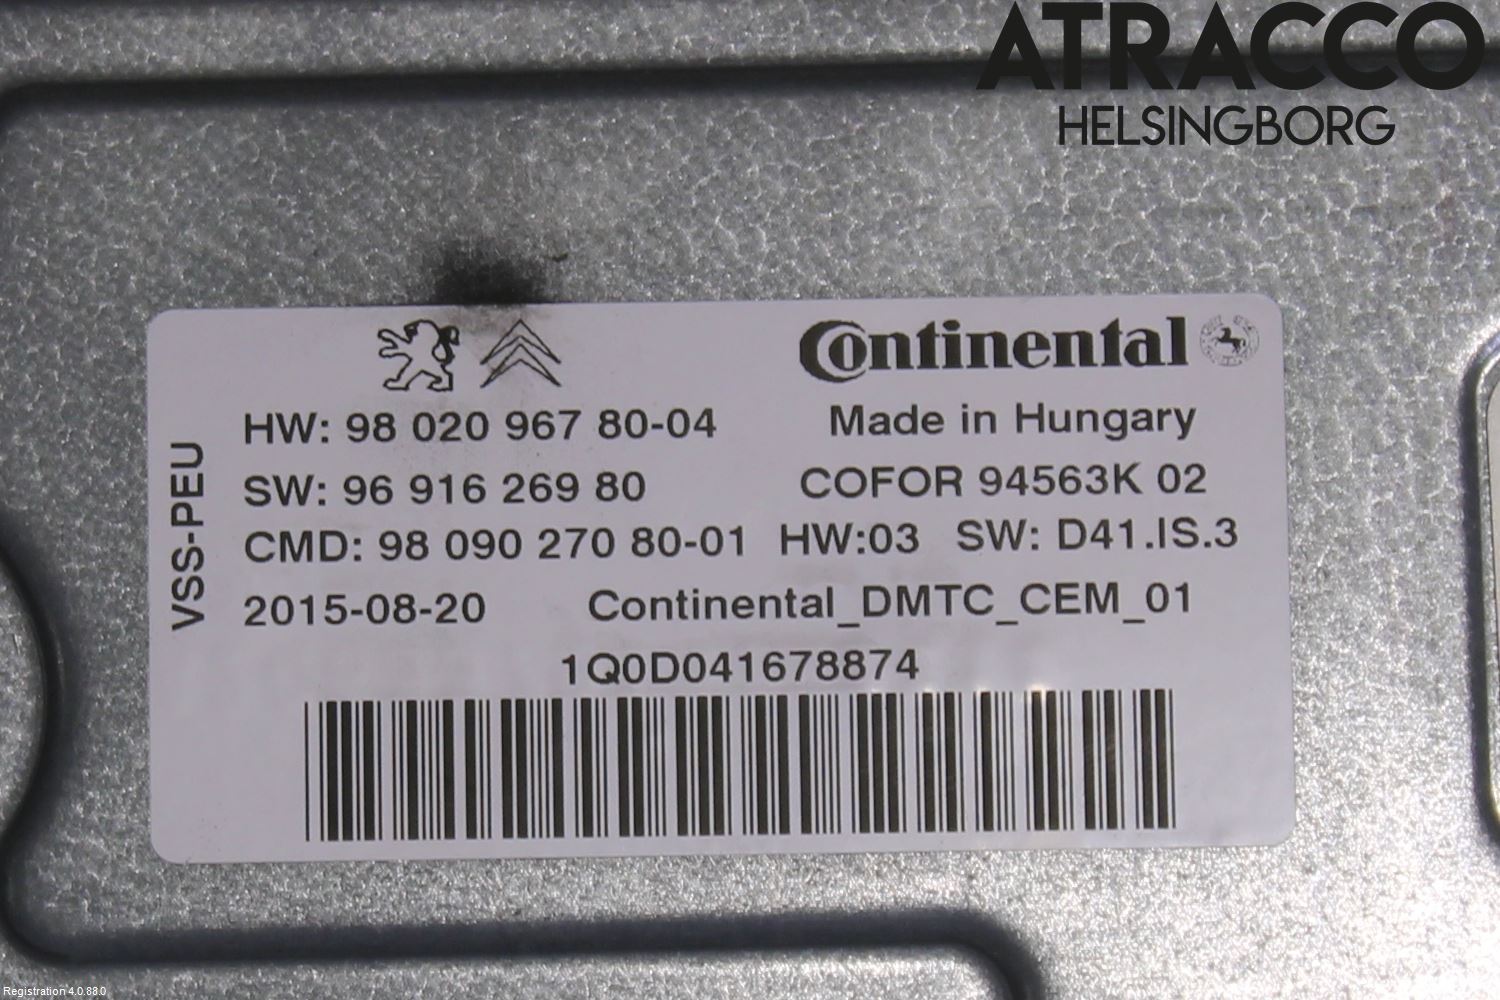 ATRACCO
HELSINGBORG
Continental
HW: 98 020 967 80-04
Made in Hungary
SW: 96 916 269 80
COFOR 94563K 02
CMD: 98 090 270 80-01 HW:03 SW: D41.IS.3
2015-08-20 Continental_DMTC_CEM_01
VSS-PEU
1Q0D041678874
Registration 4.0.88.0